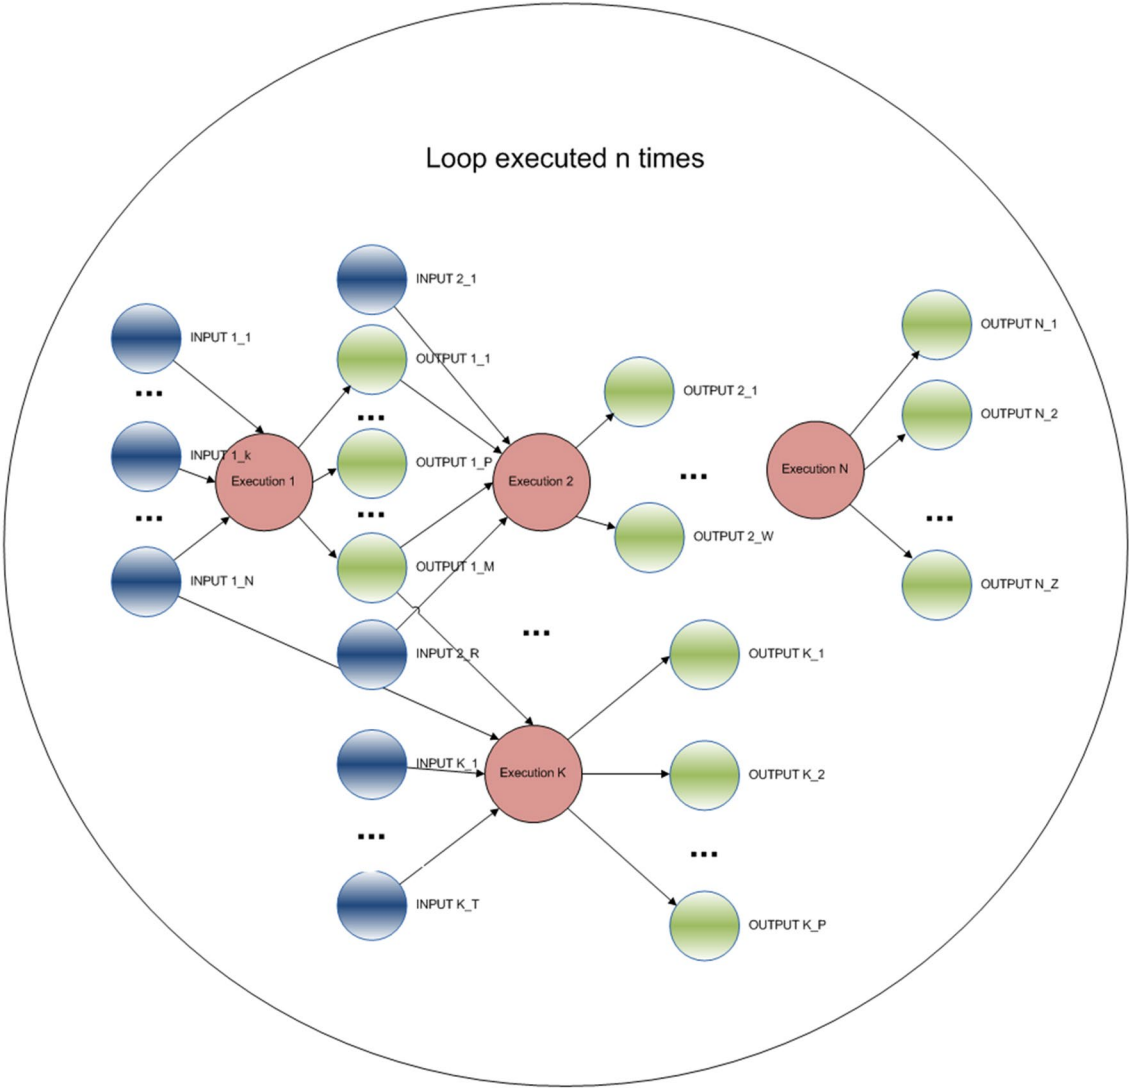 Loop executed n times
INPUT 2_1
OUTPUT N_1
INPUT 1_1
OUTPUT 1_1
OUTPUT 2_1
OUTPUT N_2
...
...
INPUT 1_k
OUTPUT 1_P
Execution N
Execution 1
Execution 2
...
...
...
...
OUTPUT 2_W
OUTPUT 1_M
INPUT 1_N
OUTPUT N_Z
...
INPUT 2_R
OUTPUT K_1
INPUT K_1
Execution K
OUTPUT K_2
...
...
INPUT K_T
OUTPUT K_P